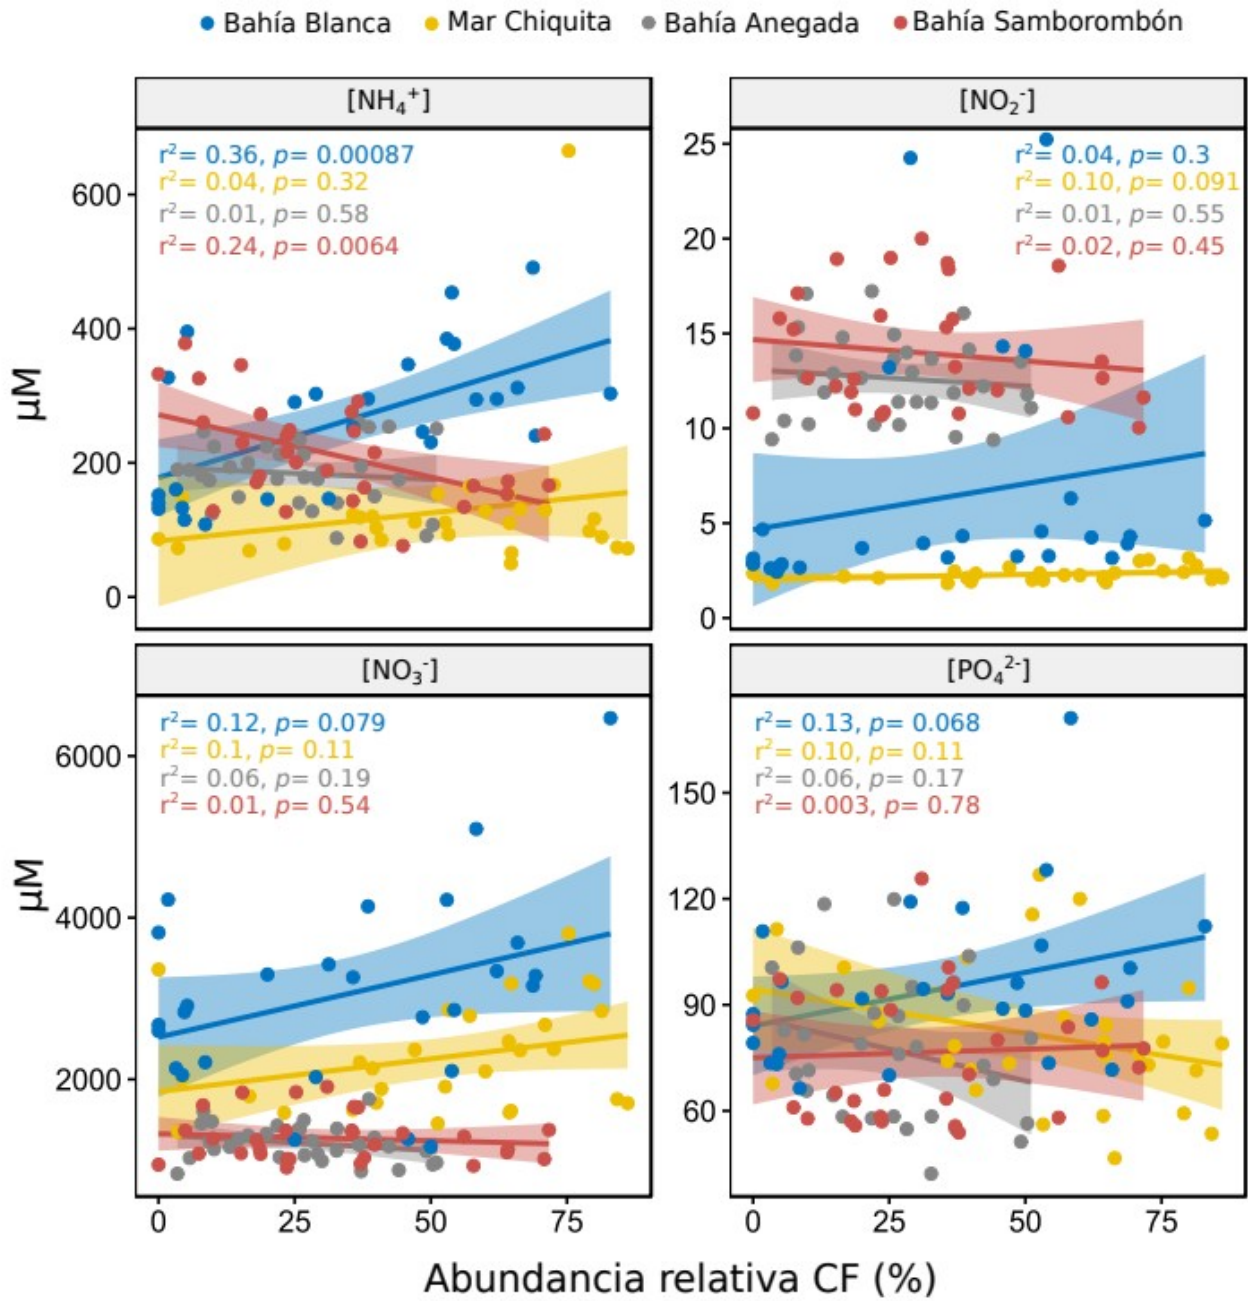 Bahía Blanca Mar Chiquita Bahía Anegada Bahía Samborombón
[NH₄⁺]
r²= 0.36, p= 0.00087
r²= 0.04, p= 0.32
r²= 0.01, p= 0.58
r²= 0.24, p= 0.0064
600
400
200
0
µM
[NO₂⁻]
r²= 0.04, p= 0.3
r²= 0.10, p= 0.091
r²= 0.01, p= 0.55
r²= 0.02, p= 0.45
25
20
15
10
5
0
[NO₃⁻]
r²= 0.12, p= 0.079
r²= 0.1, p= 0.11
r²= 0.06, p= 0.19
r²= 0.01, p= 0.54
6000
4000
2000
µM
0 25 50 75
[PO₄²⁻]
r²= 0.13, p= 0.068
r²= 0.10, p= 0.11
r²= 0.06, p= 0.17
r²= 0.003, p= 0.78
150
120
90
60
0 25 50 75
Abundancia relativa CF (%)